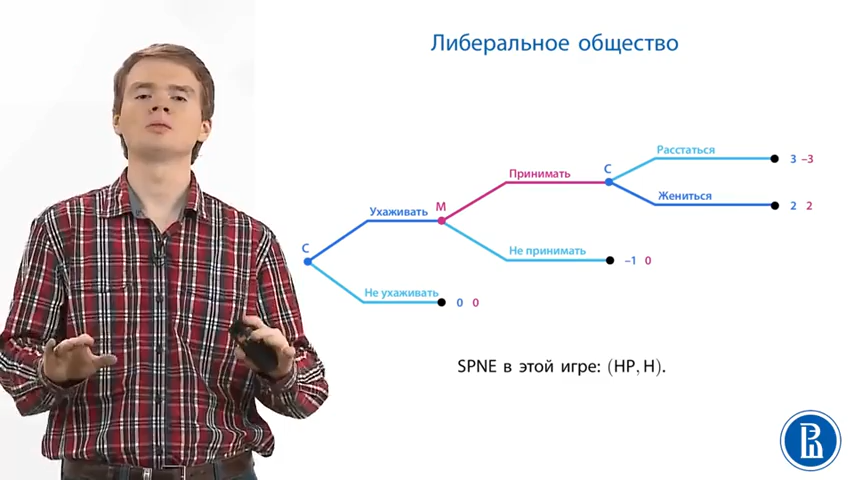 Либеральное общество
Расстаться
С
3 –3
Принимать
Жениться
2 2
Ухаживать
М
Не принимать
–1 0
С
Не ухаживать
0 0
SPNE в этой игре: (НР, Н).